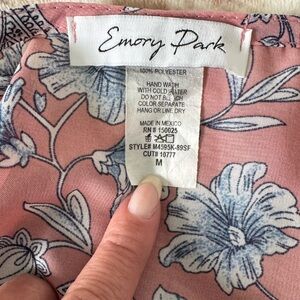 Emory Park
100% POLYESTER
HAND WASH
WITH COLD WATER
DO NOT BLEACH
COLOR SEPARATE
HANG OR LINE DRY
MADE IN MEXICO
RN# 150025
STYLE# M4595K-89SF
CUT# 10777
M